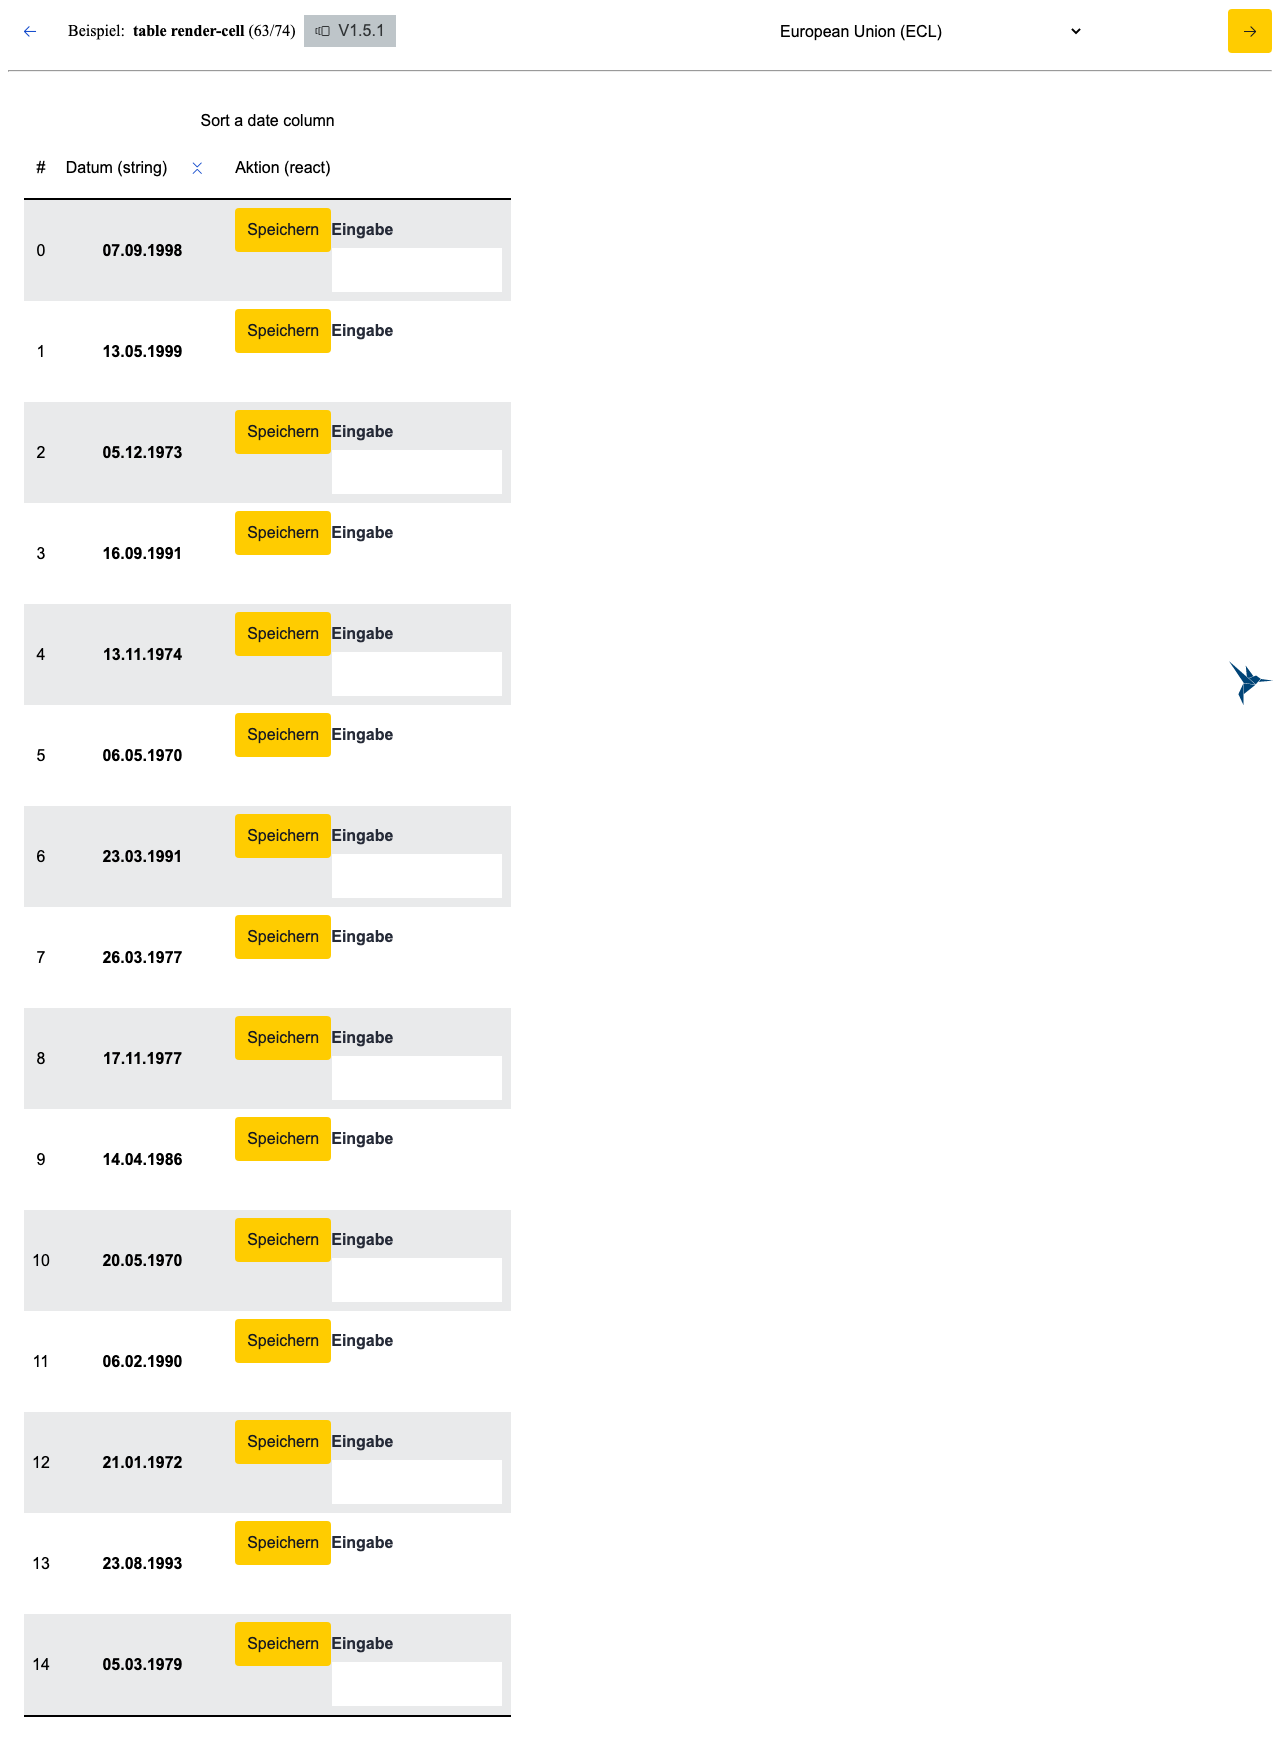 Beispiel: table render-cell (63/74) V1.5.1 European Union (ECL)
Sort a date column
# Datum (string) Aktion (react)
0 07.09.1998 Speichern Eingabe
1 13.05.1999 Speichern Eingabe
2 05.12.1973 Speichern Eingabe
3 16.09.1991 Speichern Eingabe
4 13.11.1974 Speichern Eingabe
5 06.05.1970 Speichern Eingabe
6 23.03.1991 Speichern Eingabe
7 26.03.1977 Speichern Eingabe
8 17.11.1977 Speichern Eingabe
9 14.04.1986 Speichern Eingabe
10 20.05.1970 Speichern Eingabe
11 06.02.1990 Speichern Eingabe
12 21.01.1972 Speichern Eingabe
13 23.08.1993 Speichern Eingabe
14 05.03.1979 Speichern Eingabe